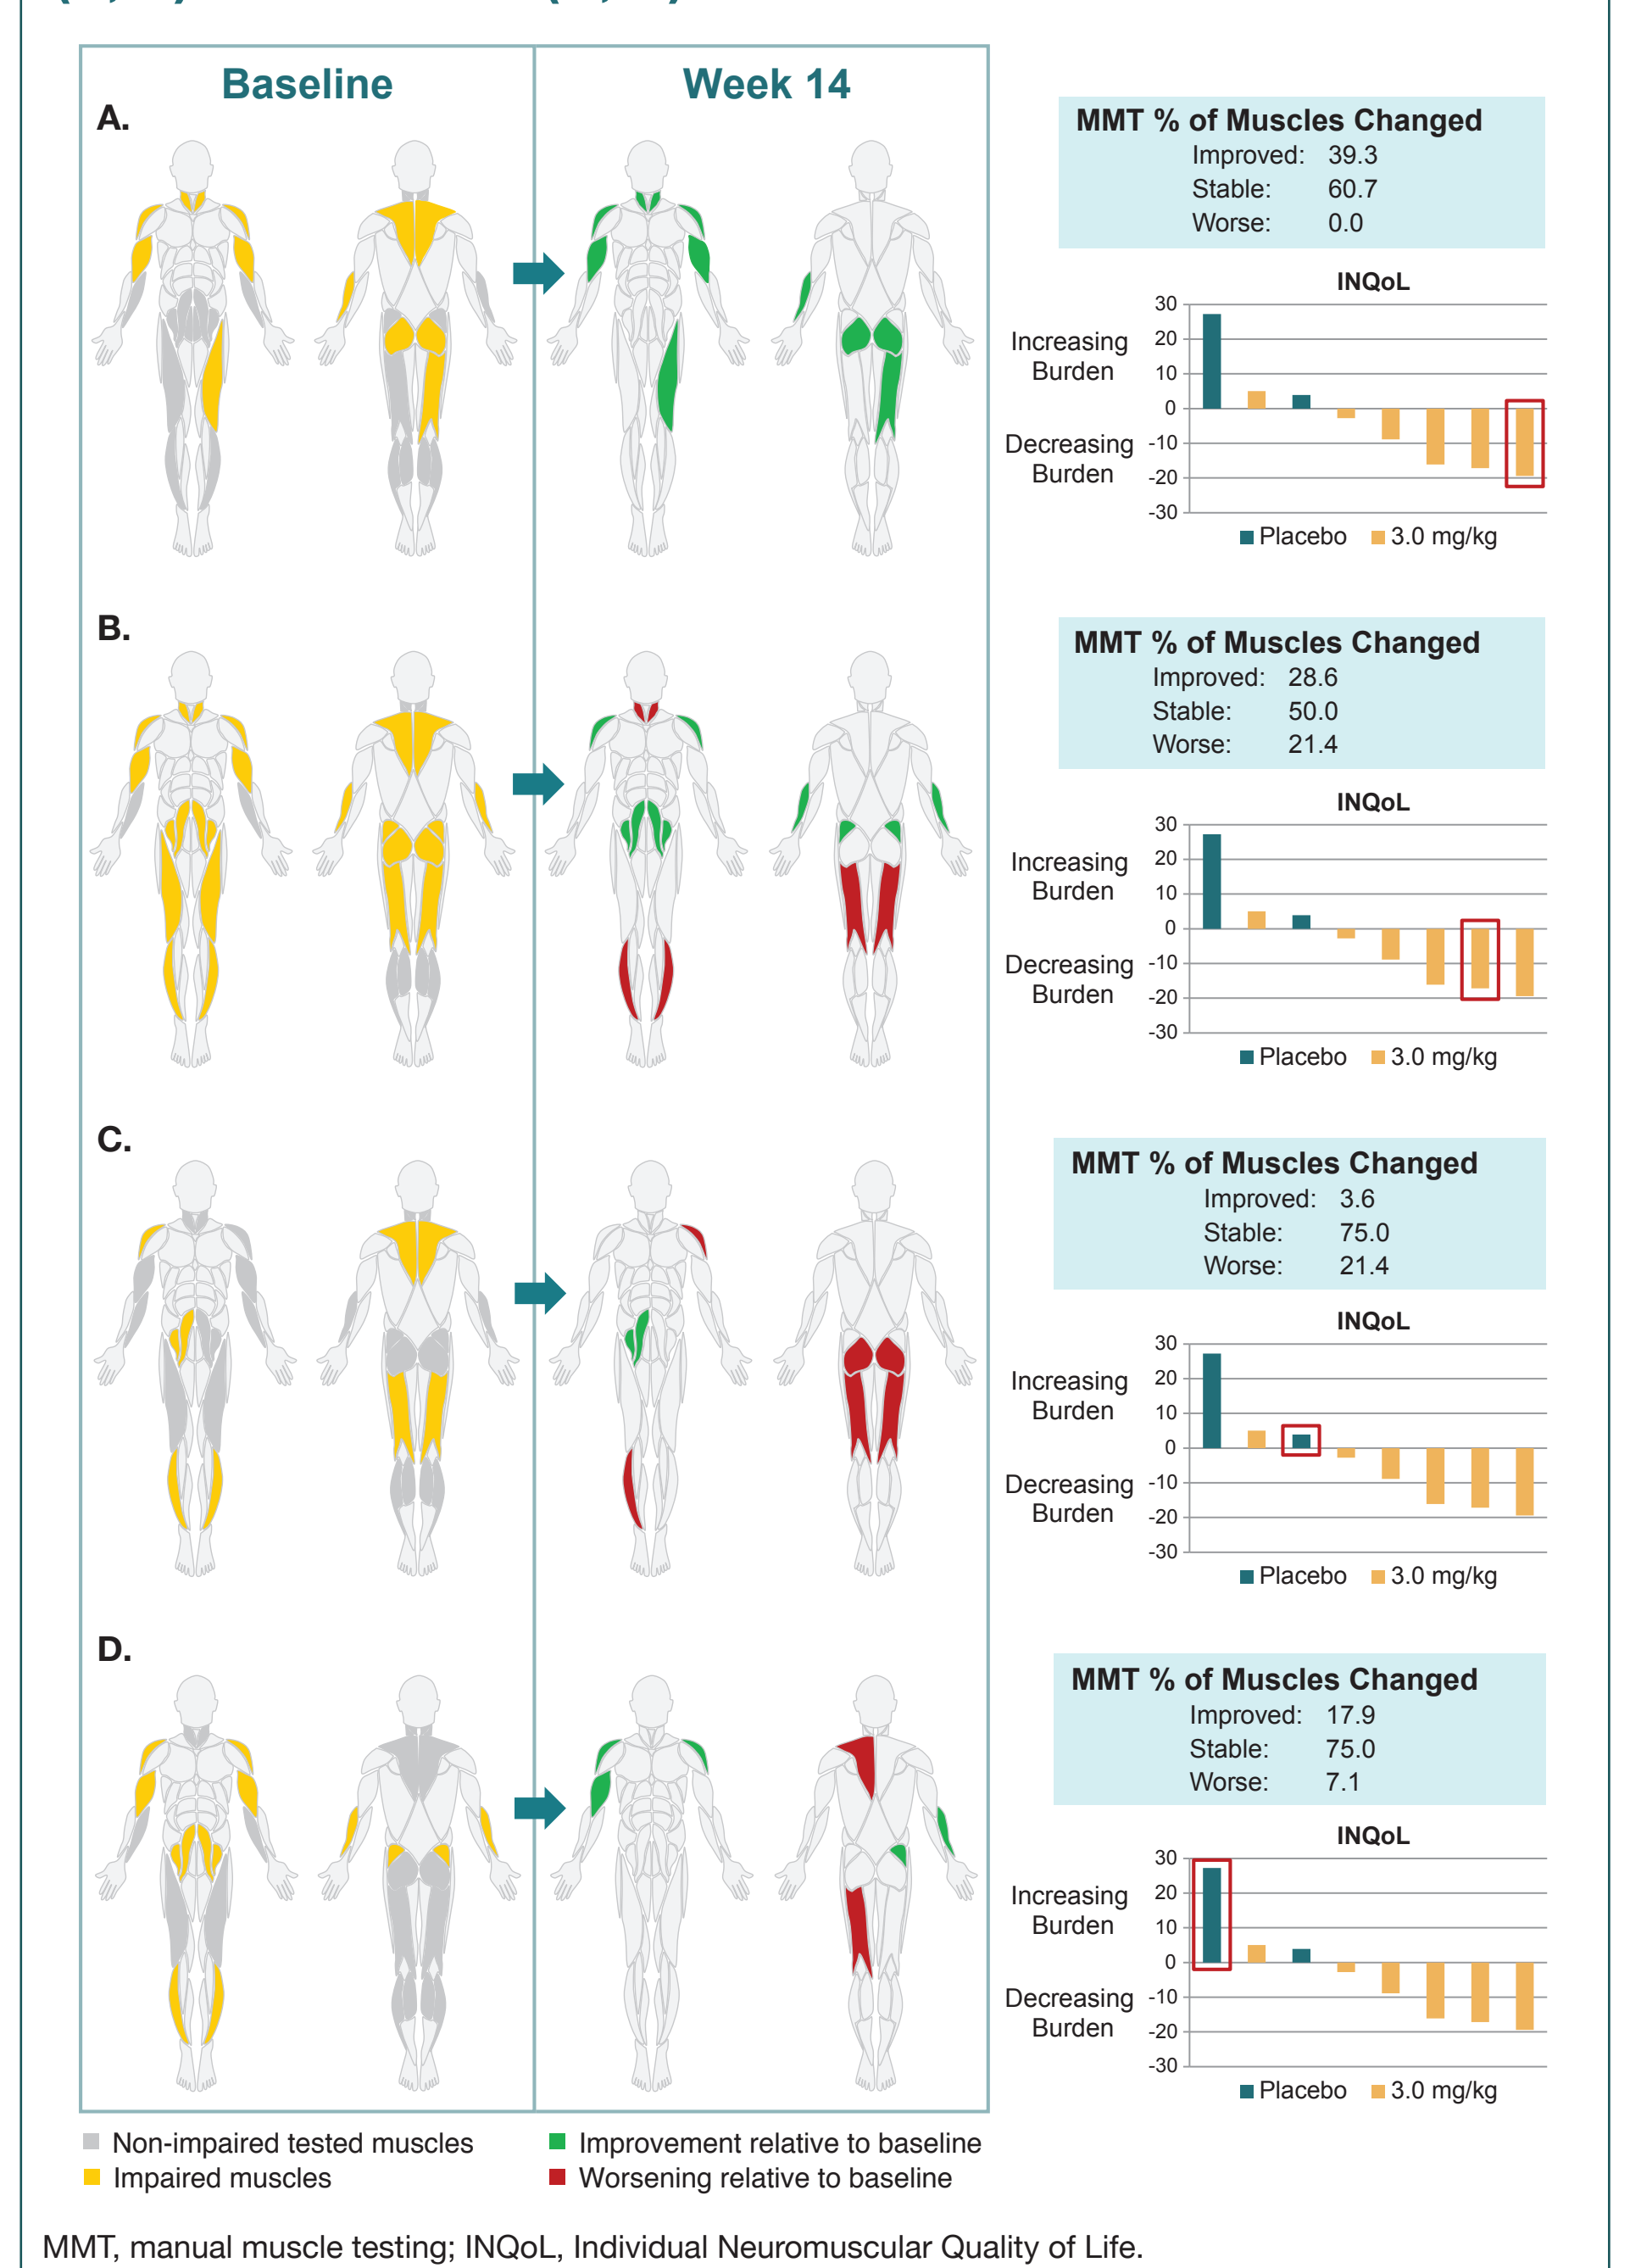 Baseline
Week 14
A.
MMT % of Muscles Changed
Improved: 39.3
Stable: 60.7
Worse: 0.0
INQoL
Increasing
Burden
Decreasing
Burden
30
20
10
0
-10
-20
-30
Placebo 3.0 mg/kg
B.
MMT % of Muscles Changed
Improved: 28.6
Stable: 50.0
Worse: 21.4
INQoL
Increasing
Burden
Decreasing
Burden
30
20
10
0
-10
-20
-30
Placebo 3.0 mg/kg
C.
MMT % of Muscles Changed
Improved: 3.6
Stable: 75.0
Worse: 21.4
INQoL
Increasing
Burden
Decreasing
Burden
30
20
10
0
-10
-20
-30
Placebo 3.0 mg/kg
D.
MMT % of Muscles Changed
Improved: 17.9
Stable: 75.0
Worse: 7.1
INQoL
Increasing
Burden
Decreasing
Burden
30
20
10
0
-10
-20
-30
Placebo 3.0 mg/kg
Non-impaired tested muscles
Impaired muscles
Improvement relative to baseline
Worsening relative to baseline
MMT, manual muscle testing; INQoL, Individual Neuromuscular Quality of Life.